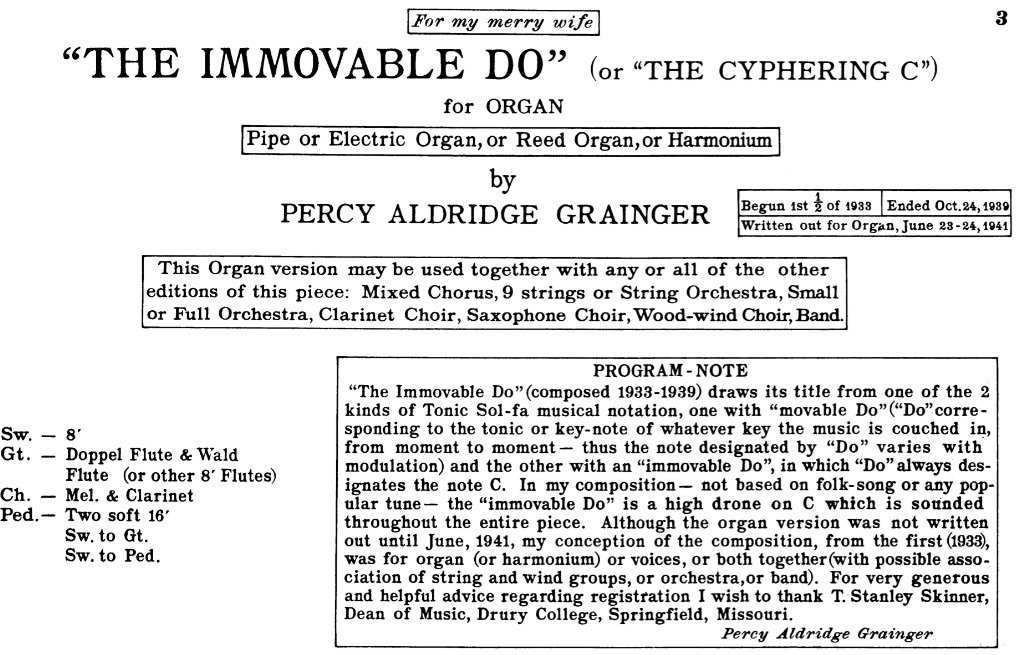 For my merry wife
3
“THE IMMOVABLE DO” (or “THE CYPHERING C”)
for ORGAN
Pipe or Electric Organ, or Reed Organ, or Harmonium
by
PERCY ALDRIDGE GRAINGER
Begun 1st ½ of 1933 Ended Oct. 24, 1939
Written out for Organ, June 23-24, 1941
This Organ version may be used together with any or all of the other
editions of this piece: Mixed Chorus, 9 strings or String Orchestra, Small
or Full Orchestra, Clarinet Choir, Saxophone Choir, Wood-wind Choir, Band.
Sw. — 8′
Gt. — Doppel Flute & Wald
Flute (or other 8′ Flutes)
Ch. — Mel. & Clarinet
Ped. — Two soft 16′
Sw. to Gt.
Sw. to Ped.
PROGRAM-NOTE
“The Immovable Do” (composed 1933-1939) draws its title from one of the 2
kinds of Tonic Sol-fa musical notation, one with “movable Do” (“Do” corre-
sponding to the tonic or key-note of whatever key the music is couched in,
from moment to moment — thus the note designated by “Do” varies with
modulation) and the other with an “immovable Do”, in which “Do” always des-
ignates the note C. In my composition — not based on folk-song or any pop-
ular tune — the “immovable Do” is a high drone on C which is sounded
throughout the entire piece. Although the organ version was not written
out until June, 1941, my conception of the composition, from the first (1933),
was for organ (or harmonium) or voices, or both together (with possible asso-
ciation of string and wind groups, or orchestra, or band). For very generous
and helpful advice regarding registration I wish to thank T. Stanley Skinner,
Dean of Music, Drury College, Springfield, Missouri.
Percy Aldridge Grainger